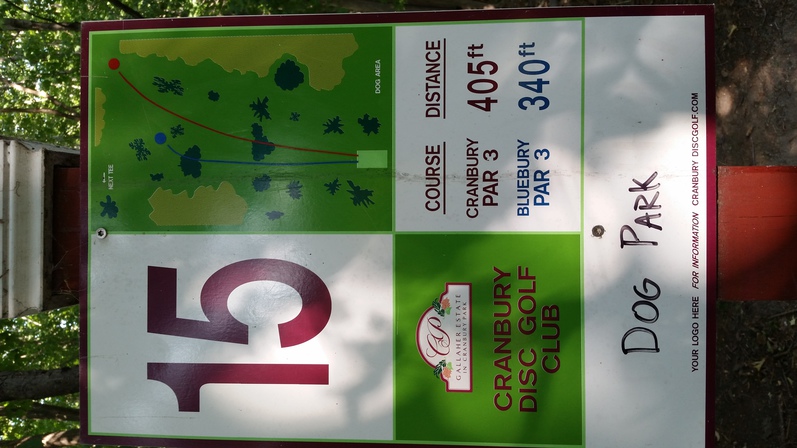 15
NEXT TEE
DOG AREA
CP
GALLAHER ESTATE
IN CRANBURY PARK
CRANBURY
DISC GOLF
CLUB
COURSE DISTANCE
CRANBURY
PAR 3 405ft
BLUEBURY
PAR 3 340ft
DOG PARK
YOUR LOGO HERE FOR INFORMATION CRANBURY DISCGOLF.COM